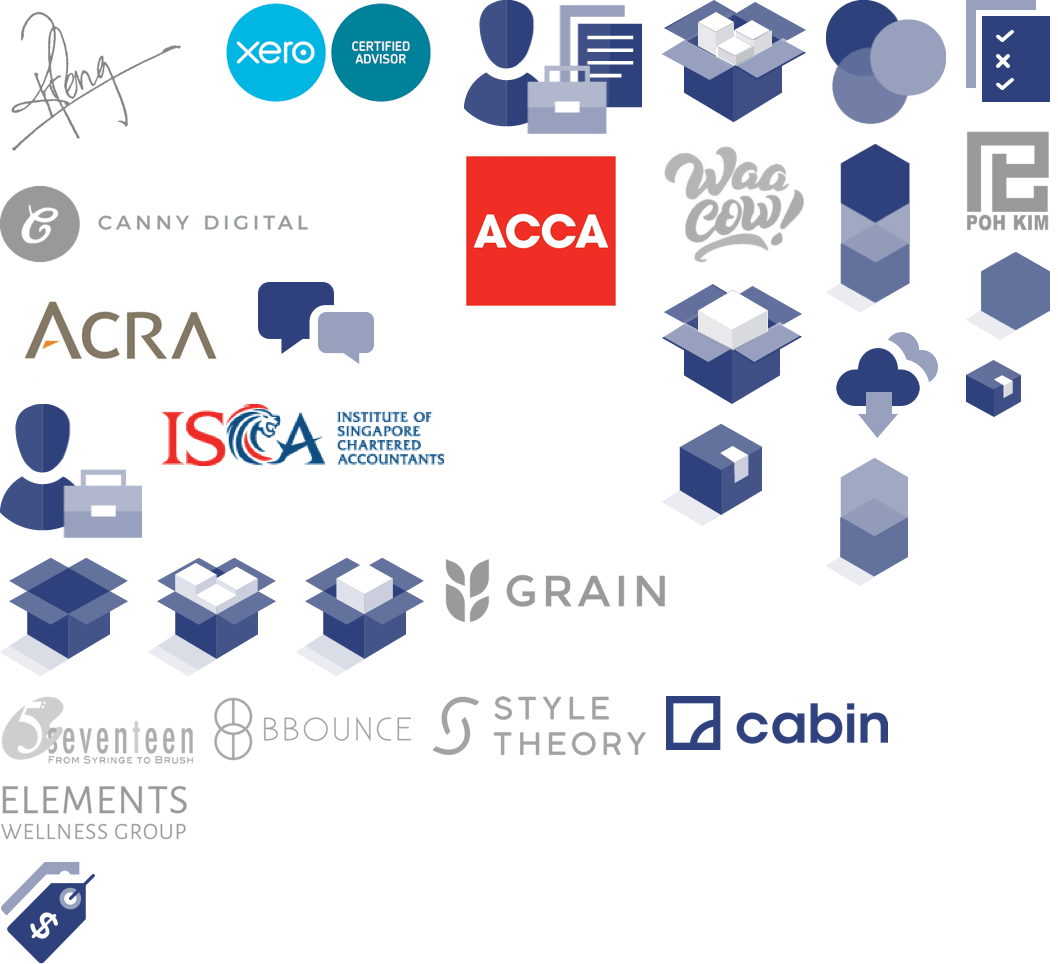 xero
CERTIFIED
ADVISOR
CANNY DIGITAL
ACCA
Waa
COW!
POH KIM
ACRA
ISCA
INSTITUTE OF
SINGAPORE
CHARTERED
ACCOUNTANTS
GRAIN
5
seventeen
FROM SYRINGE TO BRUSH
BBOUNCE
STYLE
THEORY
cabin
ELEMENTS
WELLNESS GROUP
$